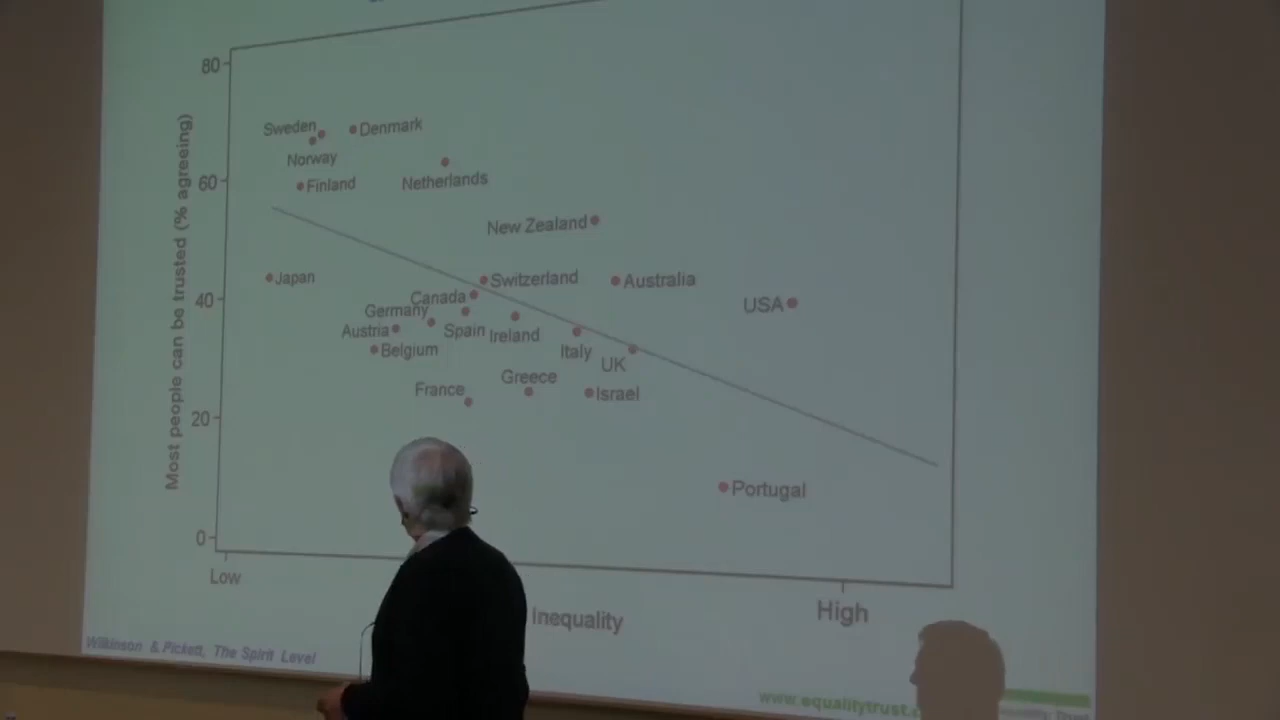 80
Most people can be trusted (% agreeing)
Sweden
Denmark
Norway
60
Finland
Netherlands
New Zealand
Japan
Switzerland
Australia
40
Canada
USA
Germany
Austria
Spain
Ireland
Belgium
Italy
UK
France
Greece
Israel
20
Portugal
0
Low
High
Inequality
Wilkinson & Pickett, The Spirit Level
www.equalitytrust.